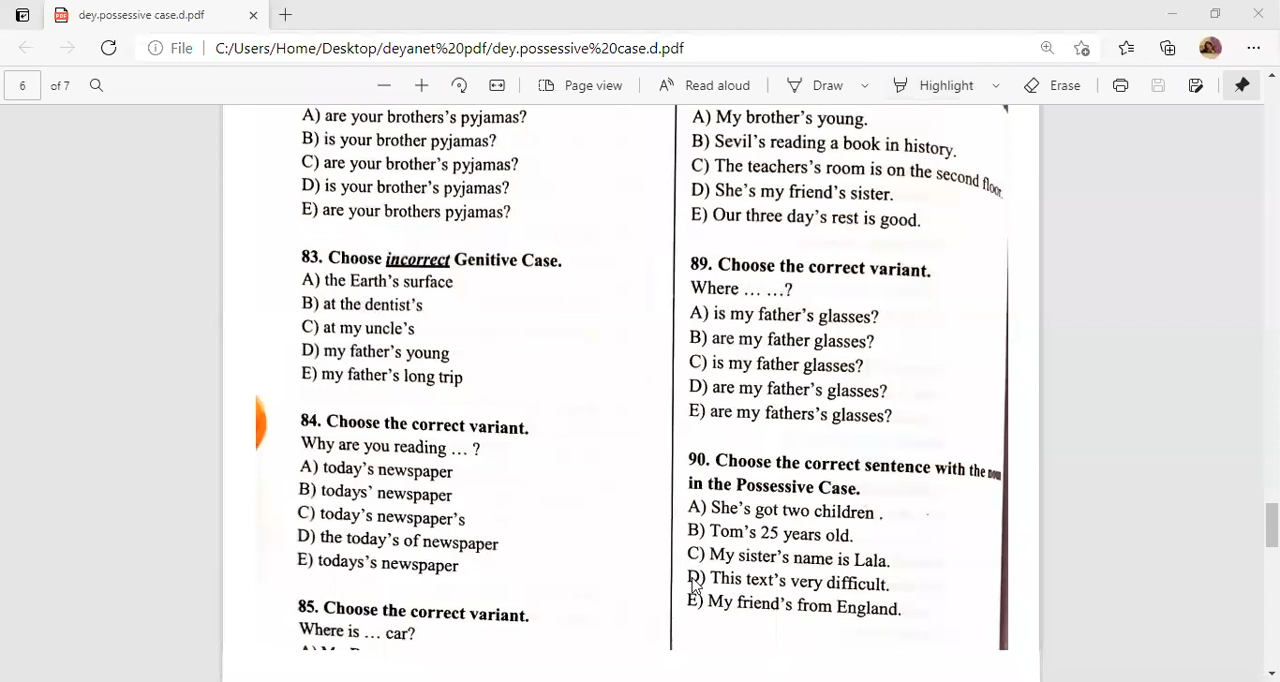 dey.possessive case.d.pdf
File
C:/Users/Home/Desktop/deyanet%20pdf/dey.possessive%20case.d.pdf
6
of 7
Page view
Read aloud
Draw
Highlight
Erase
A) are your brothers's pyjamas?
B) is your brother pyjamas?
C) are your brother's pyjamas?
D) is your brother's pyjamas?
E) are your brothers pyjamas?
83. Choose incorrect Genitive Case.
A) the Earth's surface
B) at the dentist's
C) at my uncle's
D) my father's young
E) my father's long trip
84. Choose the correct variant.
Why are you reading ... ?
A) today's newspaper
B) todays' newspaper
C) today's newspaper's
D) the today's of newspaper
E) todays's newspaper
85. Choose the correct variant.
Where is ... car?
A) My brother's young.
B) Sevil's reading a book in history.
C) The teachers's room is on the second floor.
D) She's my friend's sister.
E) Our three day's rest is good.
89. Choose the correct variant.
Where ... ...?
A) is my father's glasses?
B) are my father glasses?
C) is my father glasses?
D) are my father's glasses?
E) are my fathers's glasses?
90. Choose the correct sentence with the noun
in the Possessive Case.
A) She's got two children .
B) Tom's 25 years old.
C) My sister's name is Lala.
D) This text's very difficult.
E) My friend's from England.